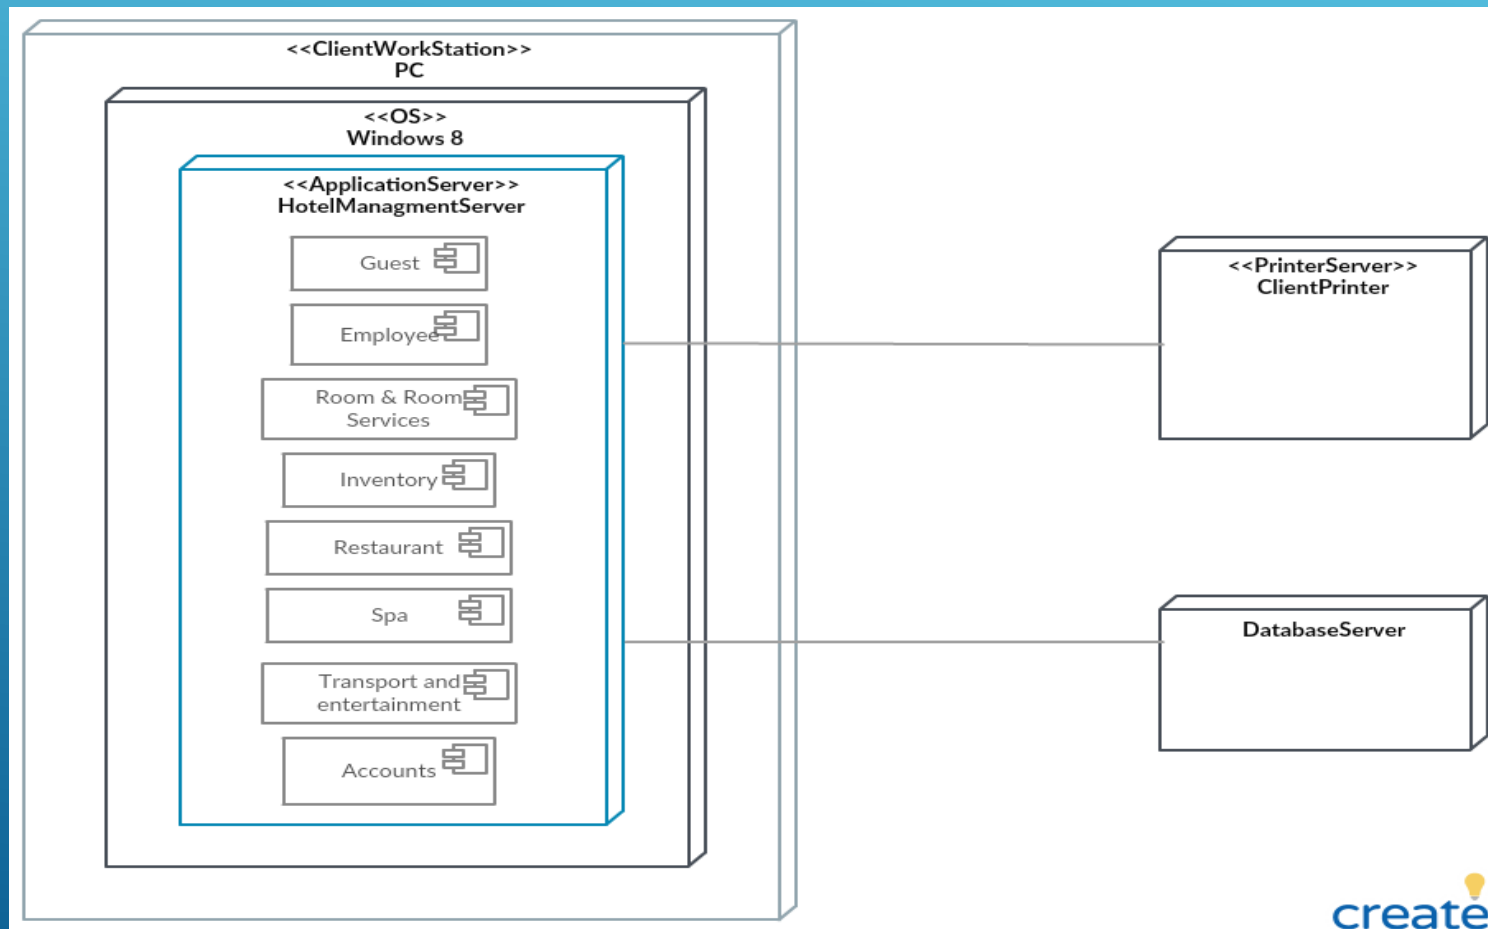 <<ClientWorkStation>>
PC
<<OS>>
Windows 8
<<ApplicationServer>>
HotelManagmentServer
Guest
Employee
Room & Room
Services
Inventory
Restaurant
Spa
Transport and
entertainment
Accounts
<<PrinterServer>>
ClientPrinter
DatabaseServer
create